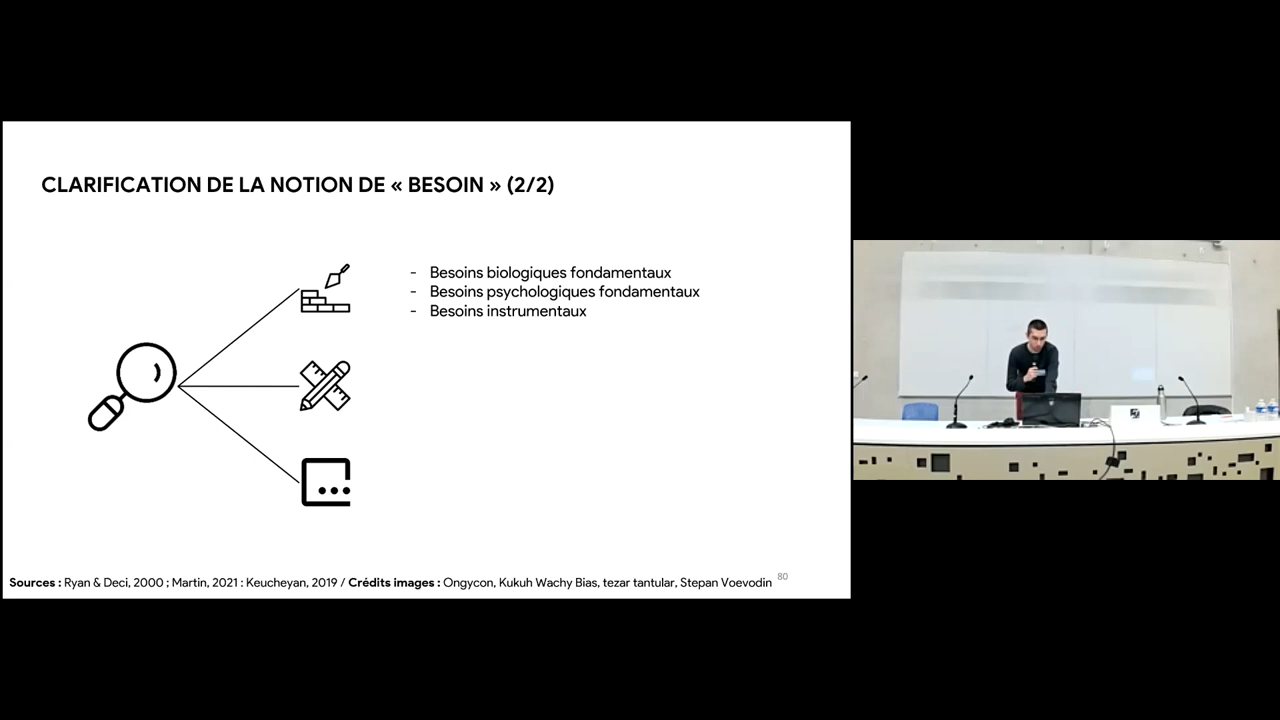 CLARIFICATION DE LA NOTION DE « BESOIN » (2/2)
- Besoins biologiques fondamentaux
- Besoins psychologiques fondamentaux
- Besoins instrumentaux
Sources : Ryan & Deci, 2000 ; Martin, 2021 : Keucheyan, 2019 / Crédits images : Ongycon, Kukuh Wachy Bias, tezar tantular, Stepan Voevodin
80